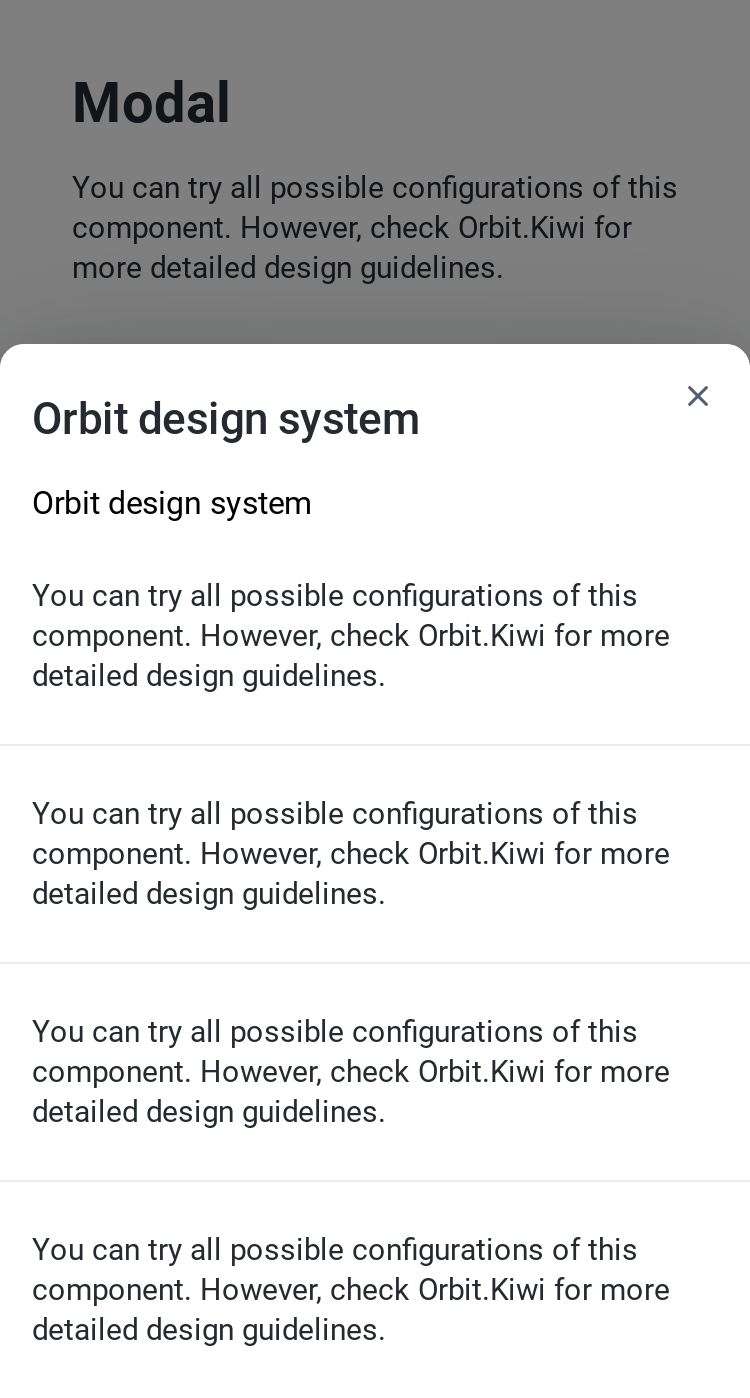 Modal
You can try all possible configurations of this
component. However, check Orbit.Kiwi for
more detailed design guidelines.
Orbit design system
Orbit design system
You can try all possible configurations of this
component. However, check Orbit.Kiwi for more
detailed design guidelines.
You can try all possible configurations of this
component. However, check Orbit.Kiwi for more
detailed design guidelines.
You can try all possible configurations of this
component. However, check Orbit.Kiwi for more
detailed design guidelines.
You can try all possible configurations of this
component. However, check Orbit.Kiwi for more
detailed design guidelines.